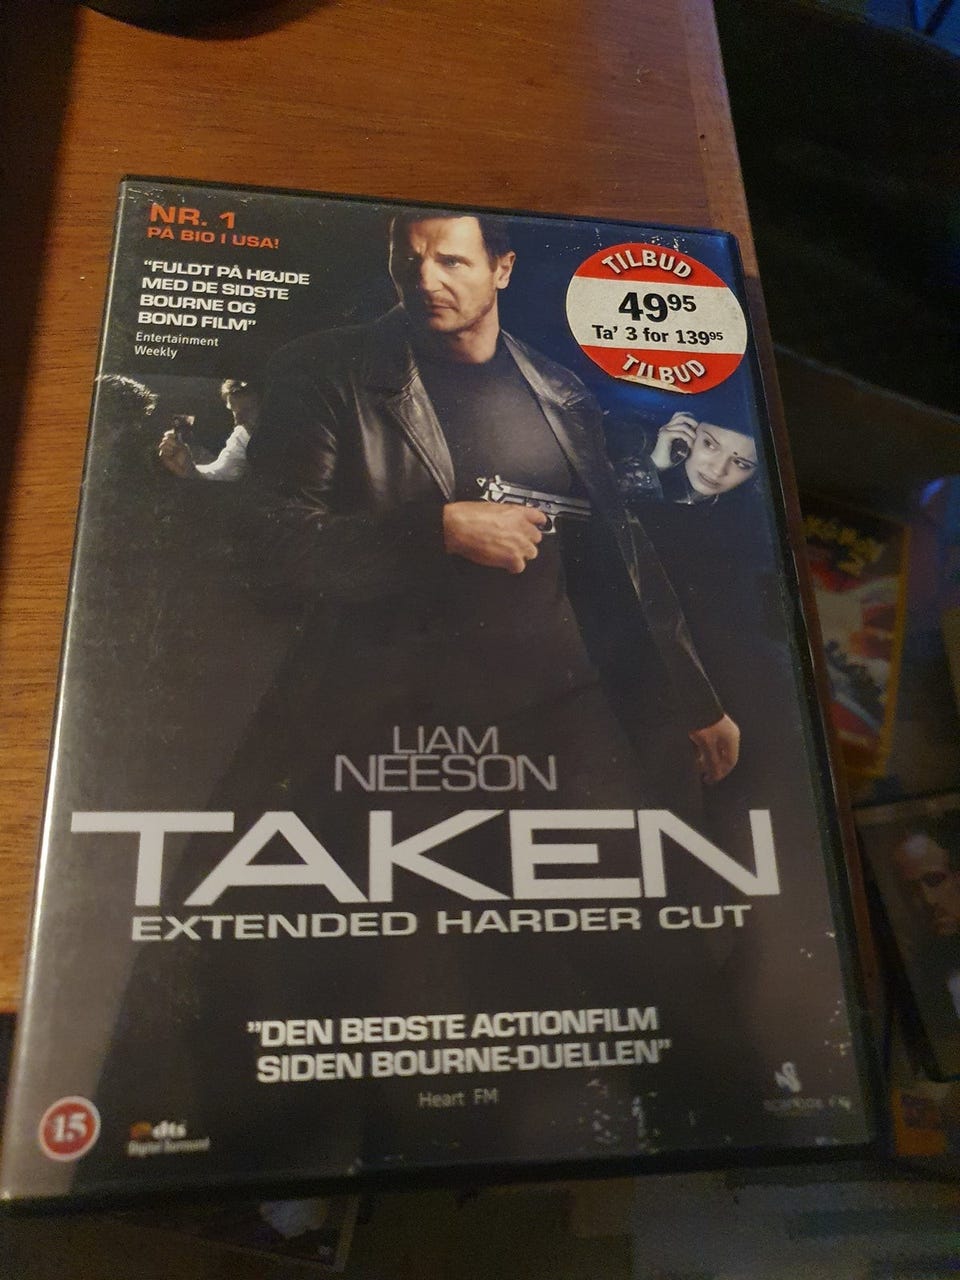 NR. 1
PÅ BIO I USA!
"FULDT PÅ HØJDE
MED DE SIDSTE
BOURNE OG
BOND FILM"
Entertainment
Weekly
TILBUD
49 95
Ta' 3 for 139 95
TILBUD
LIAM
NEESON
TAKEN
EXTENDED HARDER CUT
"DEN BEDSTE ACTIONFILM
SIDEN BOURNE-DUELLEN"
Heart FM
15
dts
Digital Surround